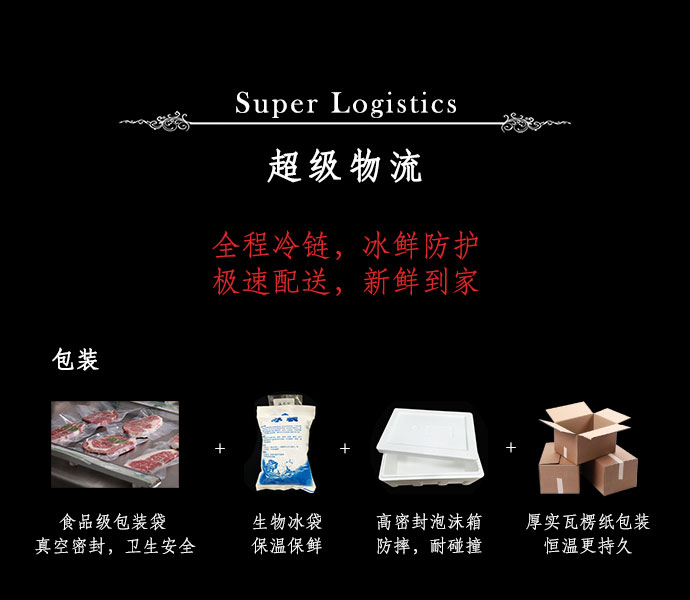 Super Logistics
超级物流
全程冷链，冰鲜防护
极速配送，新鲜到家
包装
+
+
+
食品级包装袋
真空密封，卫生安全
生物冰袋
保温保鲜
高密封泡沫箱
防摔，耐碰撞
厚实瓦楞纸包装
恒温更持久